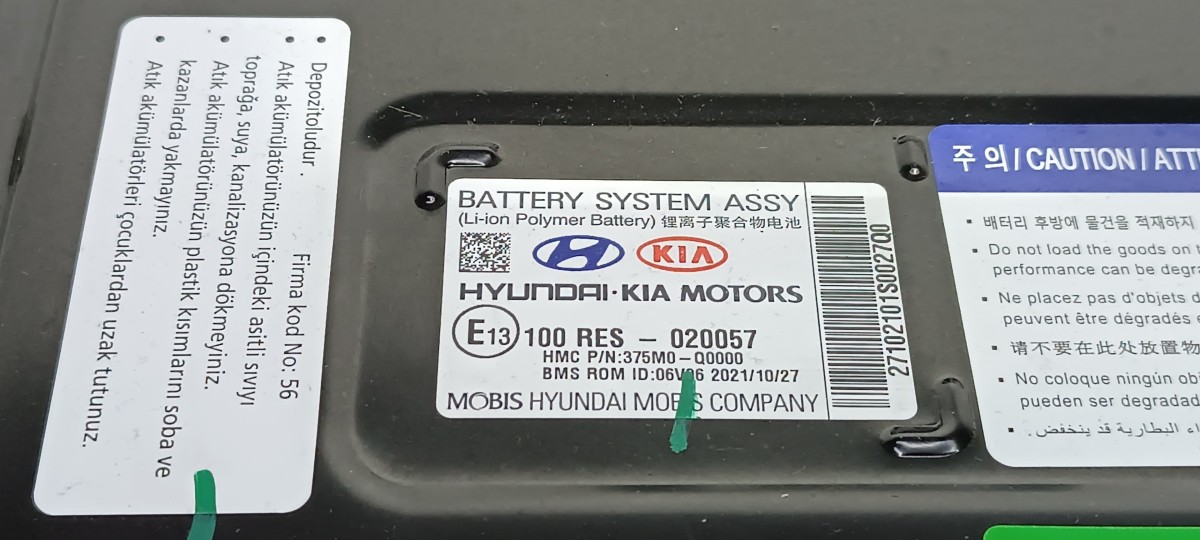 Depozitoludur . Firma kod No: 56
Atık akümülatörünüzün içindeki asitli sıvıyı
toprağa, suya, kanalizasyona dökmeyiniz.
Atık akümülatörünüzün plastik kısımlarını soba ve
kazanlarda yakmayınız.
Atık akümülatörleri çocuklardan uzak tutunuz.
BATTERY SYSTEM ASSY
(Li-ion Polymer Battery) 锂离子聚合物电池
KIA
HYUNDAI·KIA MOTORS
E13 100 RES - 020057
HMC P/N:375M0-Q0000
BMS ROM ID: 2021/10/27
MOBIS HYUNDAI MOBIS COMPANY
271021011S0027Q0
주 의 / CAUTION / ATT
배터리 후방에 물건을 적재하지
Do not load the goods on
performance can be degr
Ne placez pas d'objets d
peuvent être dégradés
请不要在此处放置物
No coloque ningún obj
pueden ser degradad
البطارية قد ينخفض.